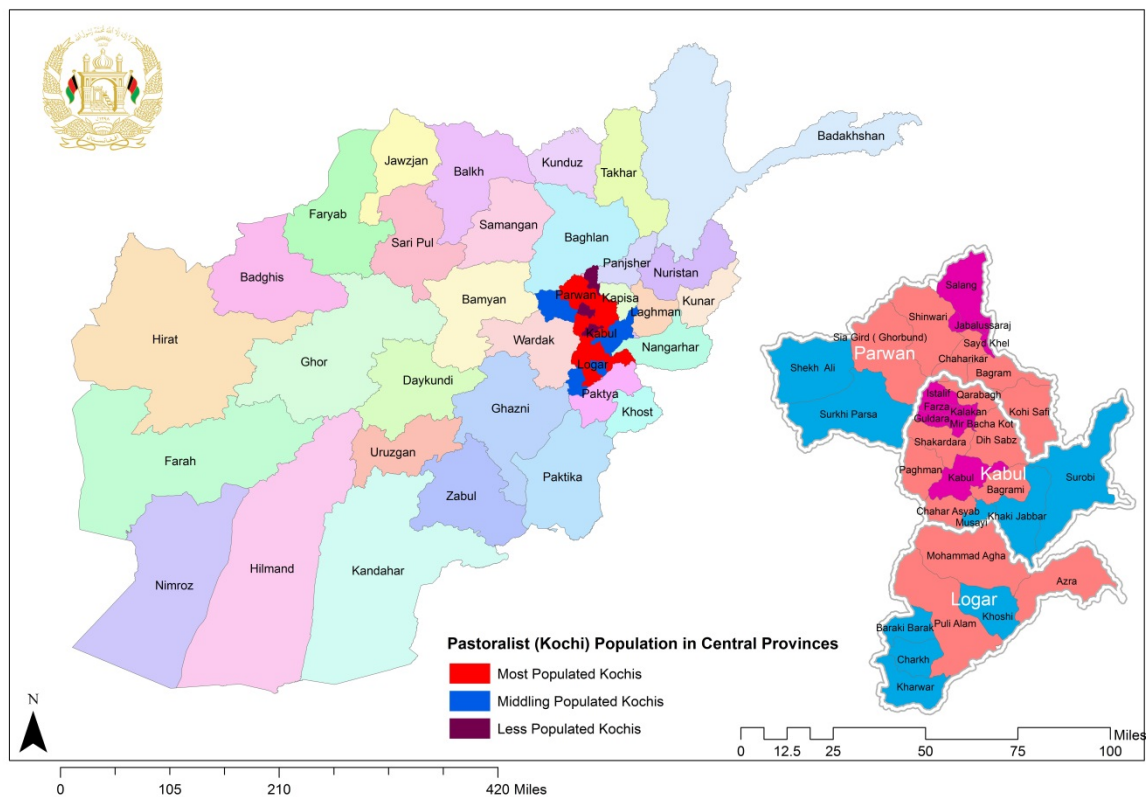 Badakhshan
Jawzjan
Balkh
Kunduz
Takhar
Faryab
Sari Pul
Samangan
Baghlan
Badghis
Panjsher
Nuristan
Bamyan
Parwan
Kapisa
Kunar
Laghman
Hirat
Kabul
Wardak
Nangarhar
Ghor
Logar
Daykundi
Paktya
Ghazni
Khost
Uruzgan
Farah
Paktika
Zabul
Kandahar
Hilmand
Nimroz
Salang
Shinwari
Jabalussaraj
Sia Gird ( Ghorbund)
Sayd Khel
Parwan
Chaharikar
Shekh Ali
Bagram
Istalif
Qarabagh
Farza
Kalakan
Kohi Safi
Surkhi Parsa
Guldara
Mir Bacha Kot
Shakardara
Dih Sabz
Paghman
Kabul
Kabul
Surobi
Bagrami
Chahar Asyab
Khaki Jabbar
Musayi
Mohammad Agha
Azra
Logar
Khoshi
Baraki Barak
Puli Alam
Charkh
Kharwar
Pastoralist (Kochi) Population in Central Provinces
Most Populated Kochis
Middling Populated Kochis
Less Populated Kochis
N
0 105 210 420 Miles
0 12.5 25 50 75 100 Miles